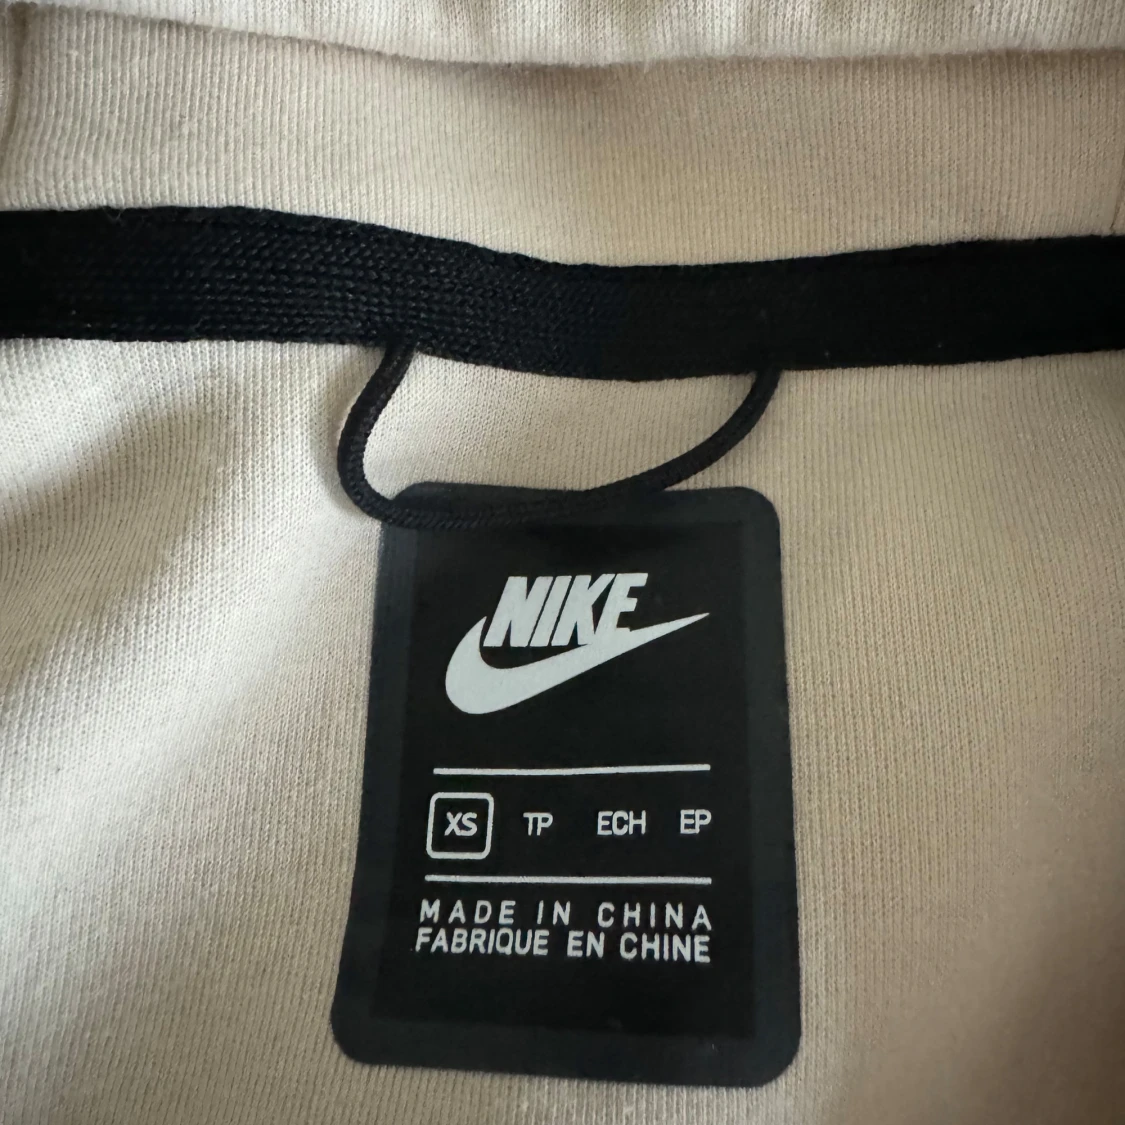 NIKE
XS TP ECH EP
MADE IN CHINA
FABRIQUE EN CHINE